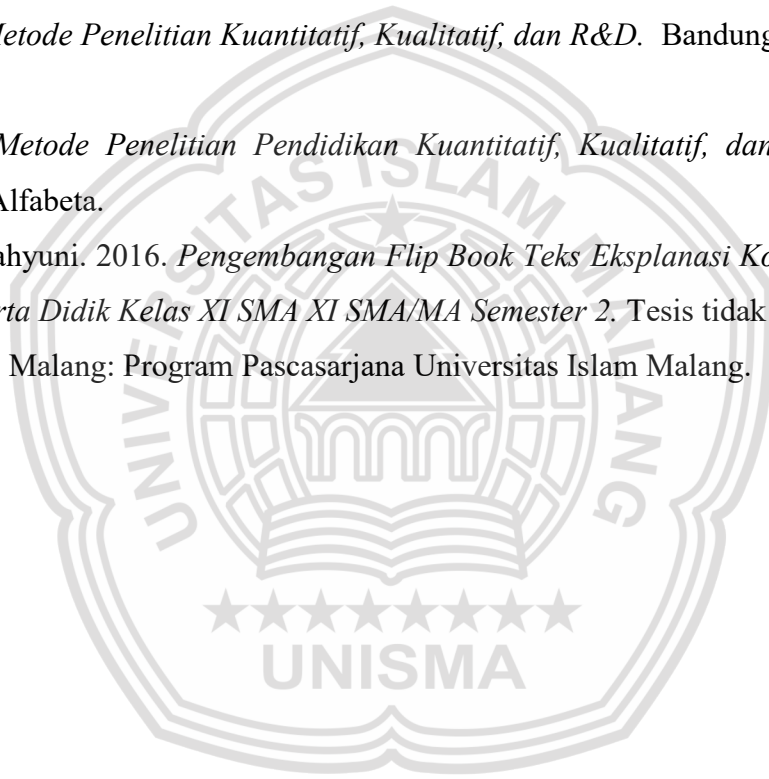 Metode Penelitian Kuantitatif, Kualitatif, dan R&D. Bandung
Metode Penelitian Pendidikan Kuantitatif, Kualitatif, dan
Alfabeta.
ahyuni. 2016. Pengembangan Flip Book Teks Eksplanasi Ko
rta Didik Kelas XI SMA XI SMA/MA Semester 2. Tesis tidak
Malang: Program Pascasarjana Universitas Islam Malang.
UNIVERSITAS ISLAM MALANG
UNISMA